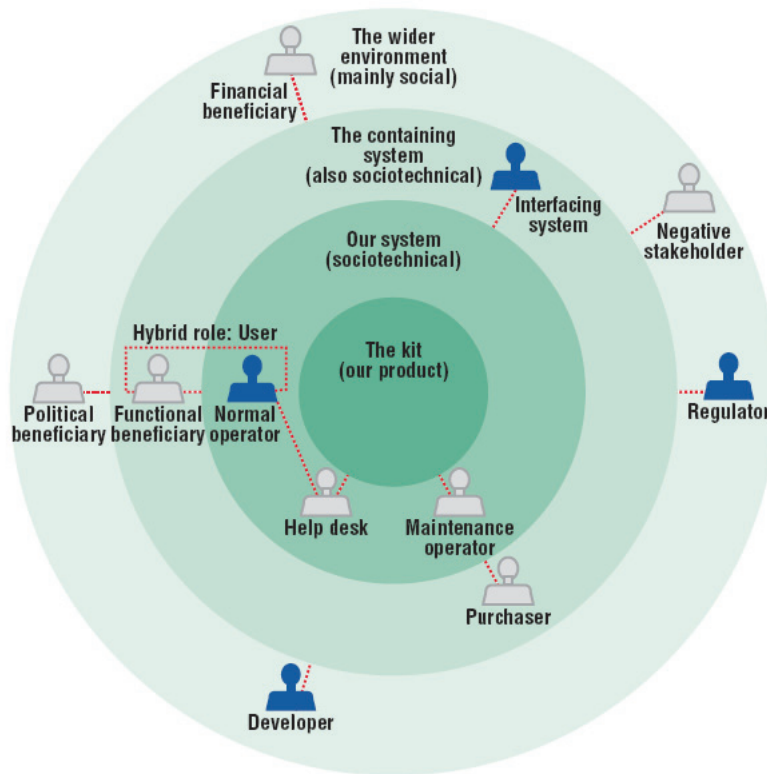 The wider
environment
(mainly social)
Financial
beneficiary
The containing
system
(also sociotechnical)
Interfacing
system
Negative
stakeholder
Our system
(sociotechnical)
Hybrid role: User
The kit
(our product)
Political
beneficiary
Functional
beneficiary
Normal
operator
Regulator
Help desk
Maintenance
operator
Purchaser
Developer